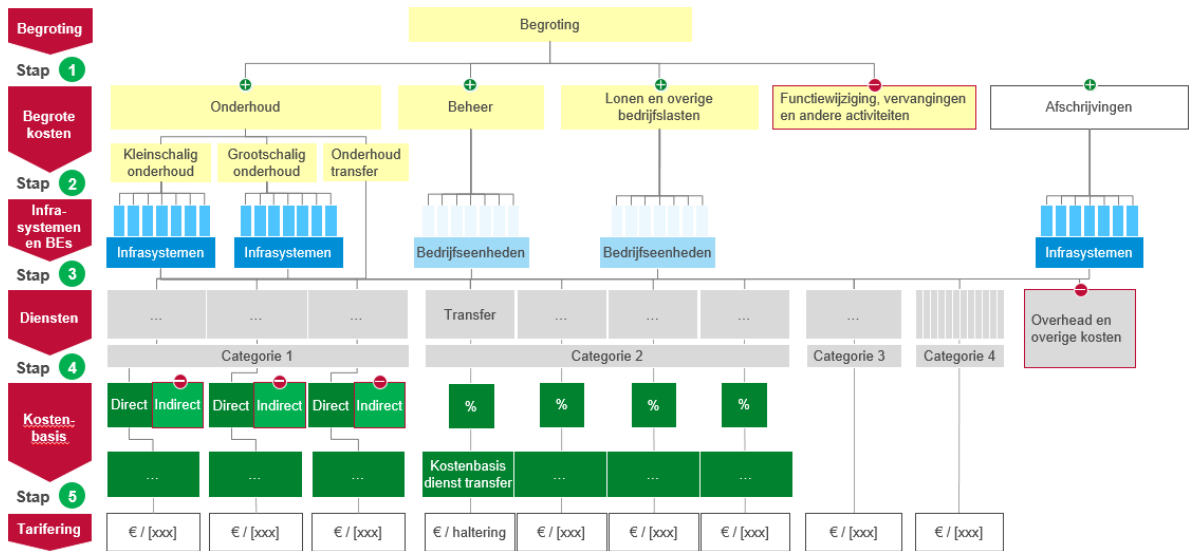 Begroting
Begroting
Stap 1
Begrote
kosten
Onderhoud
Beheer
Lonen en overige
bedrijfslasten
Functiewijziging, vervangingen
en andere activiteiten
Afschrijvingen
Kleinschalig
onderhoud
Grootschalig
onderhoud
Onderhoud
transfer
Stap 2
Infra-
systemen
en BEs
Infrasystemen
Infrasystemen
Bedrijfseenheden
Bedrijfseenheden
Infrasystemen
Stap 3
Diensten
...
...
...
Transfer
...
...
...
...
Overhead en
overige kosten
Categorie 1
Categorie 2
Categorie 3
Categorie 4
Stap 4
Kosten-
basis
Direct
Indirect
Direct
Indirect
Direct
Indirect
%
%
%
%
...
...
...
Kostenbasis
dienst transfer
...
...
...
Stap 5
Tarifering
€ / [xxx]
€ / [xxx]
€ / [xxx]
€ / haltering
€ / [xxx]
€ / [xxx]
€ / [xxx]
€ / [xxx]
€ / [xxx]